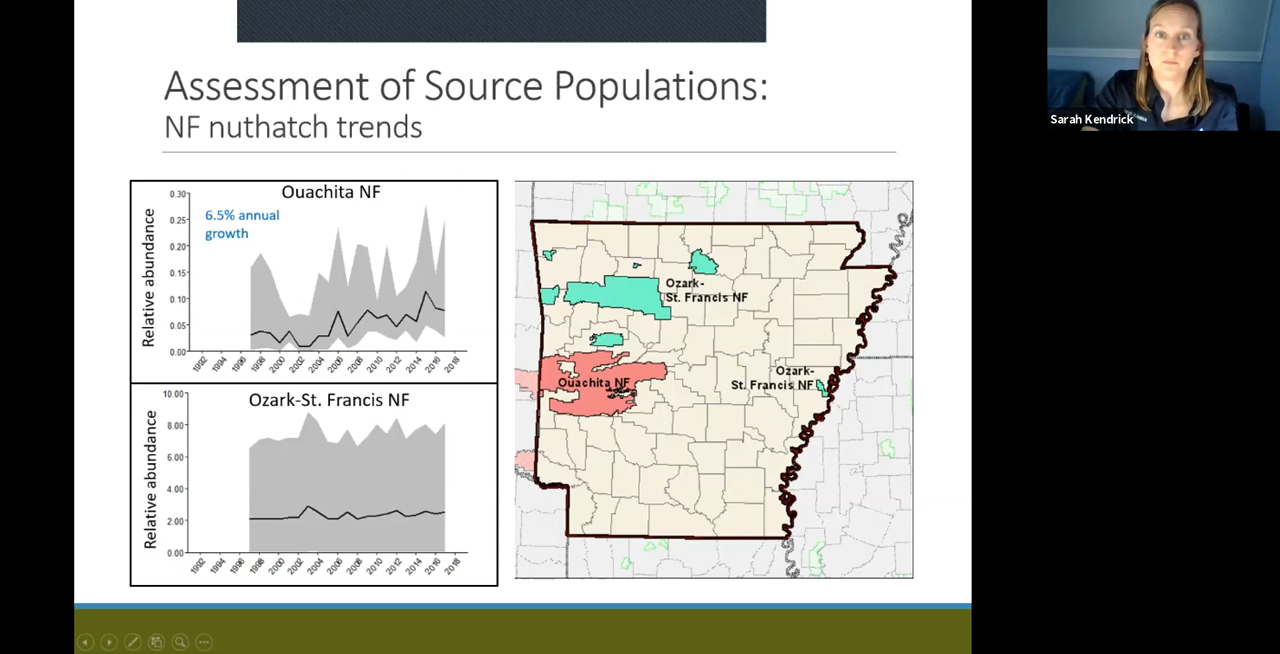 Assessment of Source Populations:
NF nuthatch trends
Ouachita NF
6.5% annual
growth
Relative abundance
0.30
0.25
0.20
0.15
0.10
0.05
0.00
1992
1994
1996
1998
2000
2002
2004
2006
2008
2010
2012
2014
2016
2018
Ozark-St. Francis NF
Relative abundance
10.00
8.00
6.00
4.00
2.00
0.00
1992
1994
1996
1998
2000
2002
2004
2006
2008
2010
2012
2014
2016
2018
Ozark-
St. Francis NF
Ouachita NF
Ozark-
St. Francis NF
Sarah Kendrick